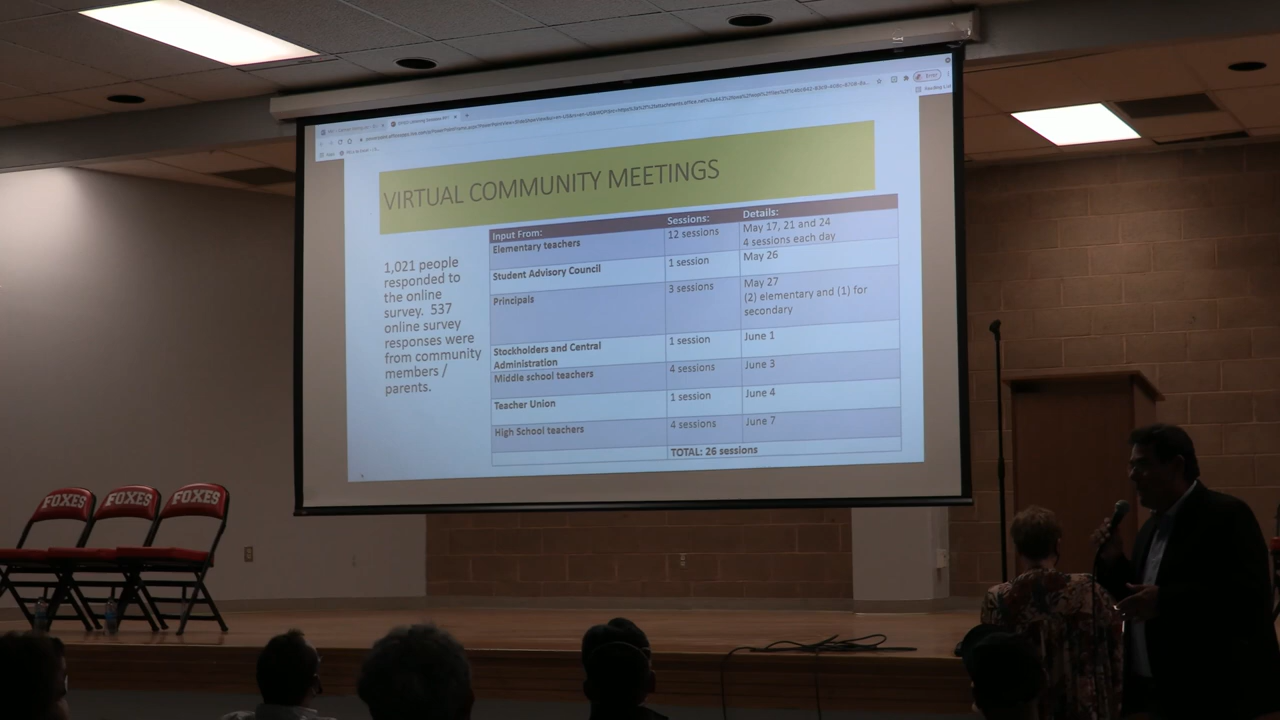 VIRTUAL COMMUNITY MEETINGS
1,021 people
responded to
the online
survey. 537
online survey
responses were
from community
members /
parents.
Input From: Sessions: Details:
Elementary teachers 12 sessions May 17, 21 and 24
4 sessions each day
Student Advisory Council 1 session May 26
Principals 3 sessions May 27
(2) elementary and (1) for
secondary
Stockholders and Central
Administration 1 session June 1
Middle school teachers 4 sessions June 3
Teacher Union 1 session June 4
High School teachers 4 sessions June 7
TOTAL: 26 sessions
FOXES FOXES FOXES